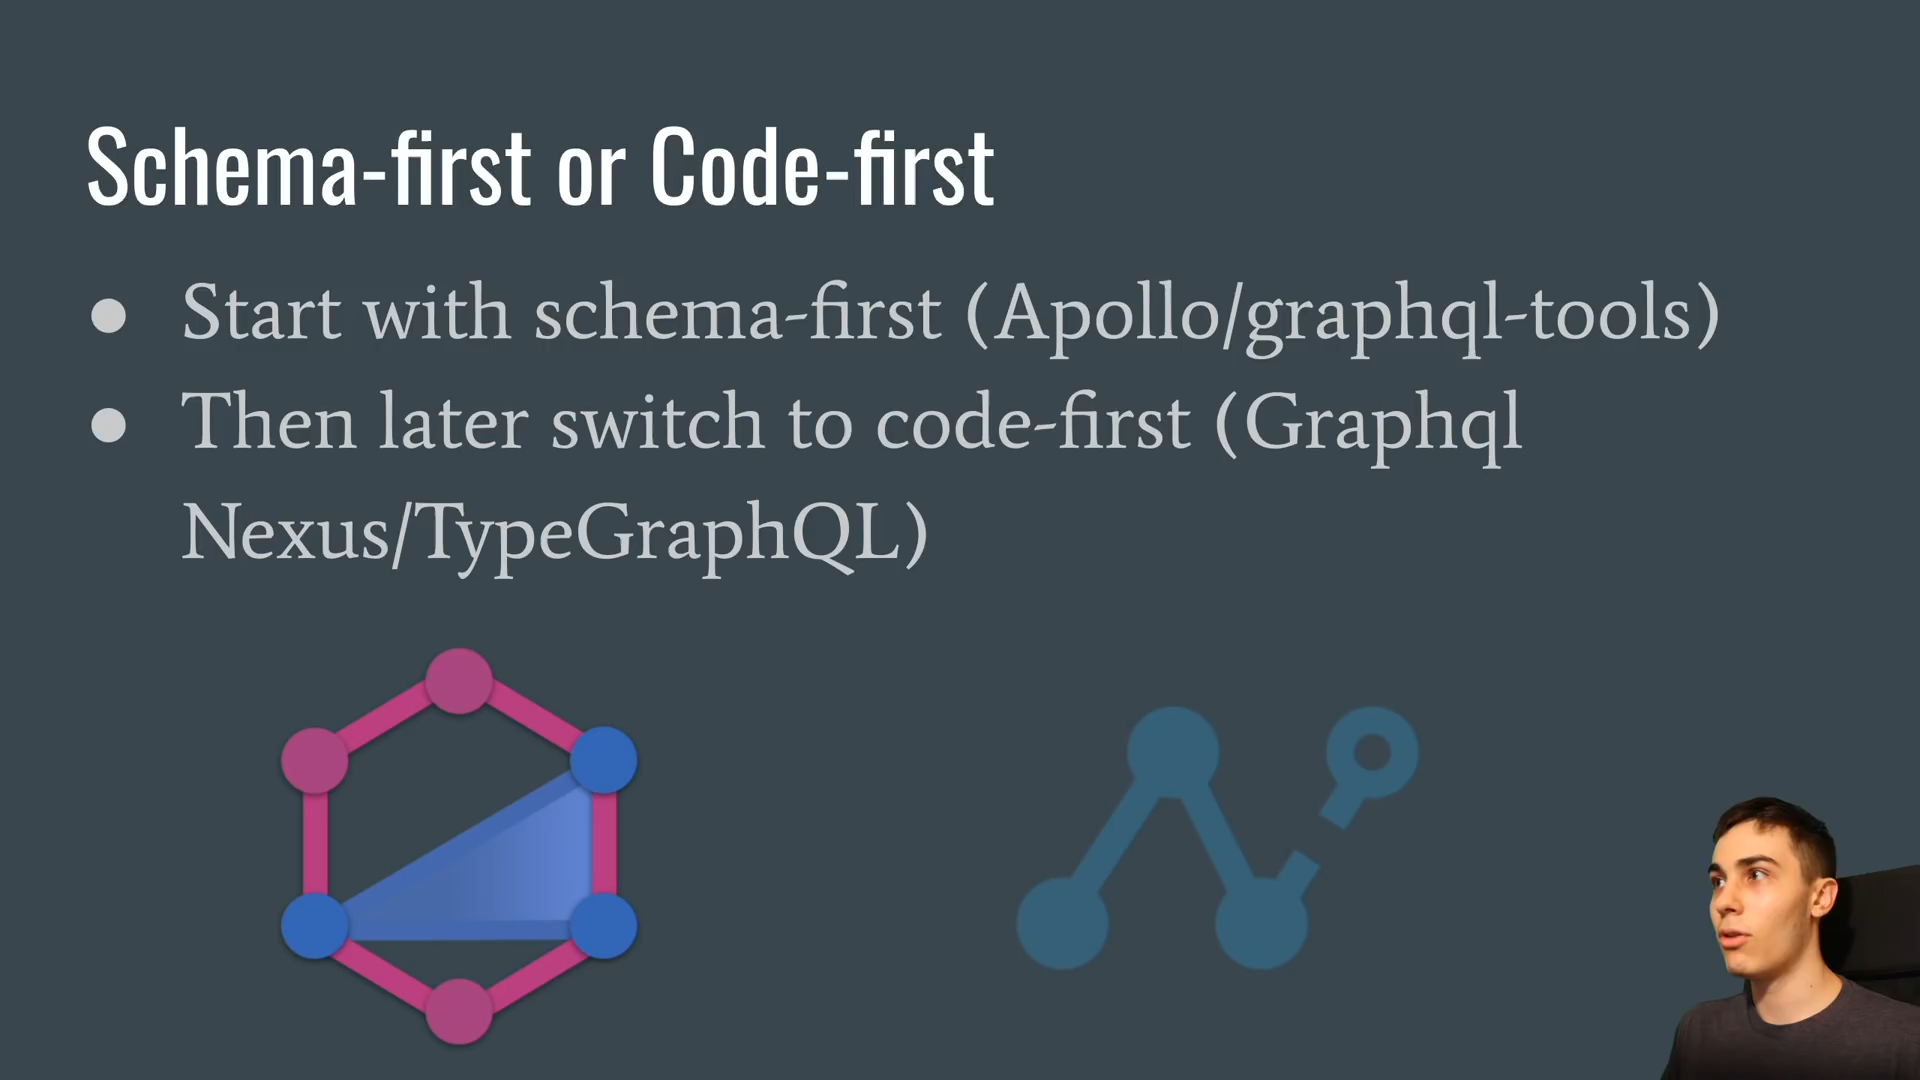 Schema-first or Code-first
● Start with schema-first (Apollo/graphql-tools)
● Then later switch to code-first (Graphql
Nexus/TypeGraphQL)